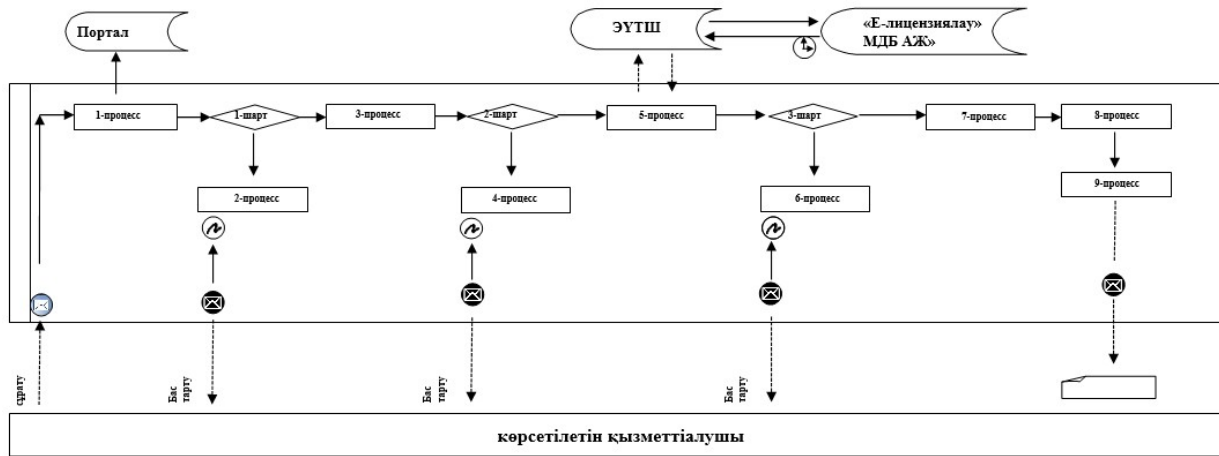 Портал
ЭҮТШ
«Е-лицензиялау»
МДБ АЖ»
1-процесс
1-шарт
3-процесс
2-шарт
5-процесс
3-шарт
7-процесс
8-процесс
2-процесс
4-процесс
6-процесс
9-процесс
сұрату
Бас
тарту
Бас
тарту
Бас
тарту
көрсетілетін қызметтіалушы